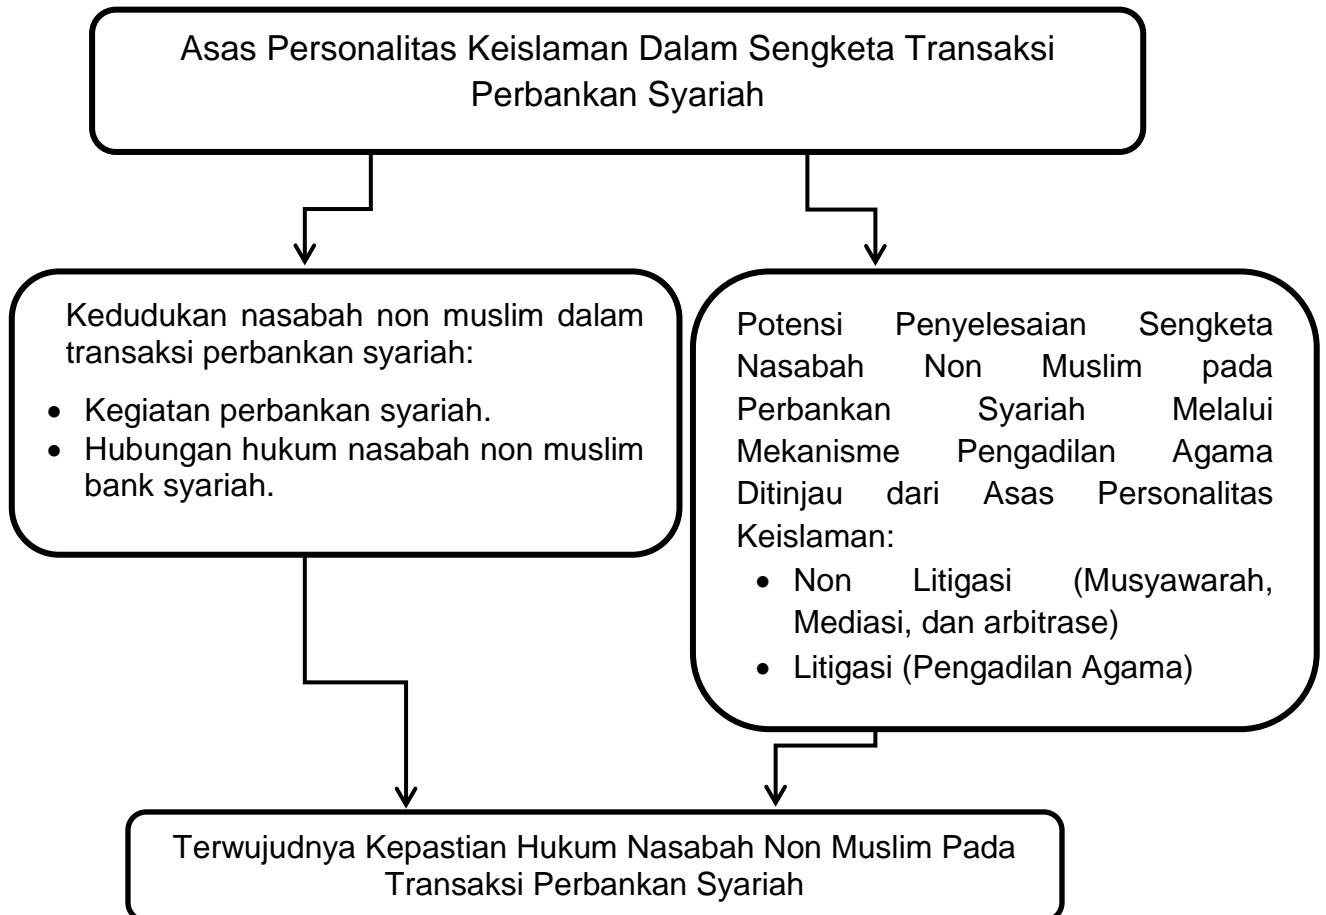 Asas Personalitas Keislaman Dalam Sengketa Transaksi
Perbankan Syariah
Kedudukan nasabah non muslim dalam
transaksi perbankan syariah:
• Kegiatan perbankan syariah.
• Hubungan hukum nasabah non muslim
bank syariah.
Potensi Penyelesaian Sengketa
Nasabah Non Muslim pada
Perbankan Syariah Melalui
Mekanisme Pengadilan Agama
Ditinjau dari Asas Personalitas
Keislaman:
• Non Litigasi (Musyawarah,
Mediasi, dan arbitrase)
• Litigasi (Pengadilan Agama)
Terwujudnya Kepastian Hukum Nasabah Non Muslim Pada
Transaksi Perbankan Syariah